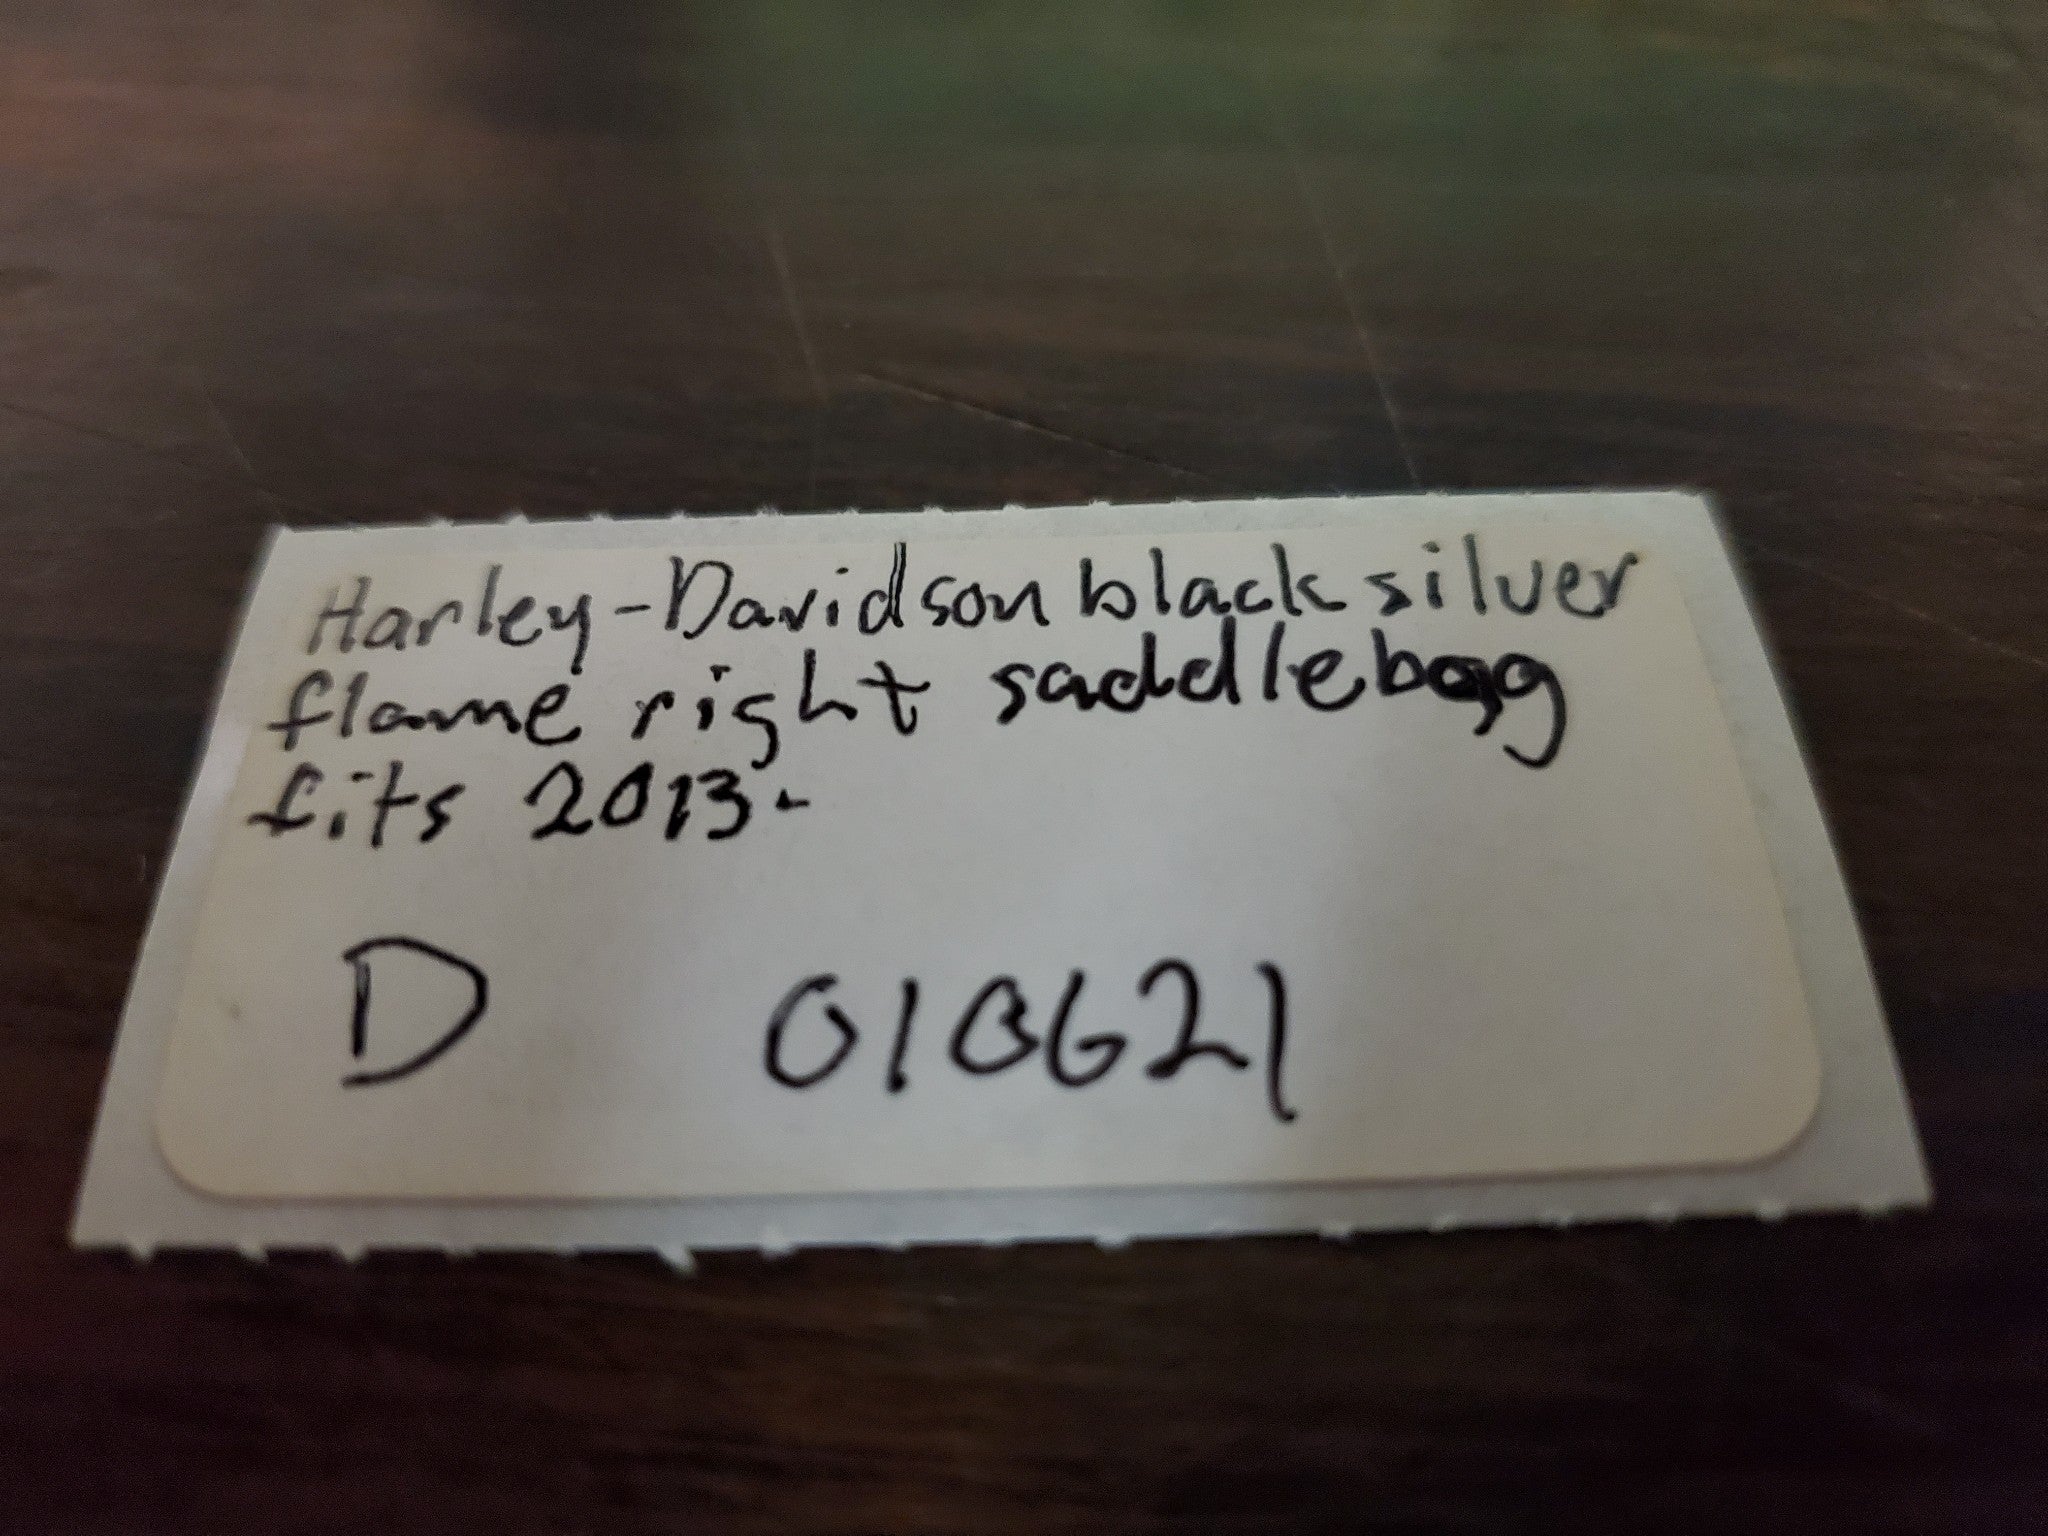 Harley-Davidson black silver
flame right saddlebag
fits 2013-
D 010621